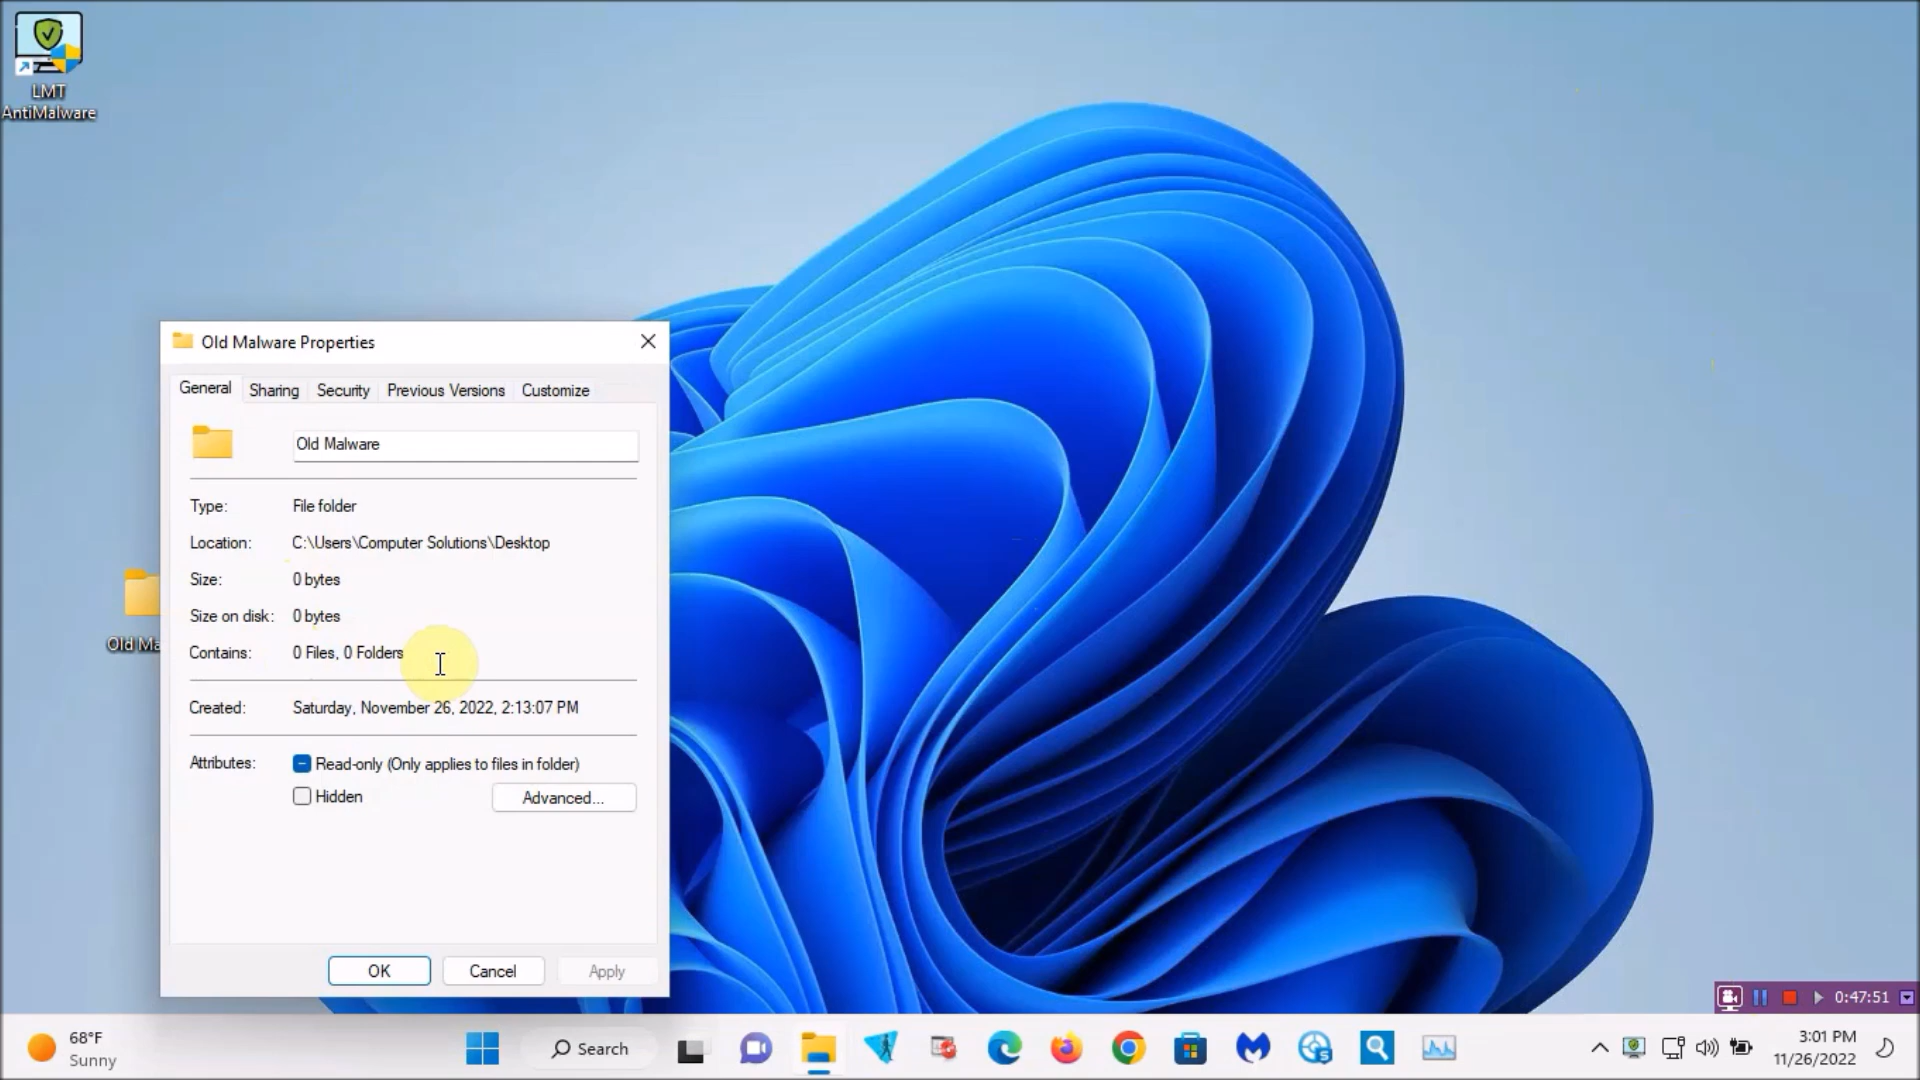 LMT
AntiMalware
Old Malware Properties
General
Sharing
Security
Previous Versions
Customize
Old Malware
Type:
File folder
Location:
C:\Users\Computer Solutions\Desktop
Size:
0 bytes
Size on disk:
0 bytes
Contains:
0 Files, 0 Folders
Created:
Saturday, November 26, 2022, 2:13:07 PM
Attributes:
Read-only (Only applies to files in folder)
Hidden
Advanced...
OK
Cancel
Apply
Old Ma
0:47:51
68°F
Sunny
Search
3:01 PM
11/26/2022